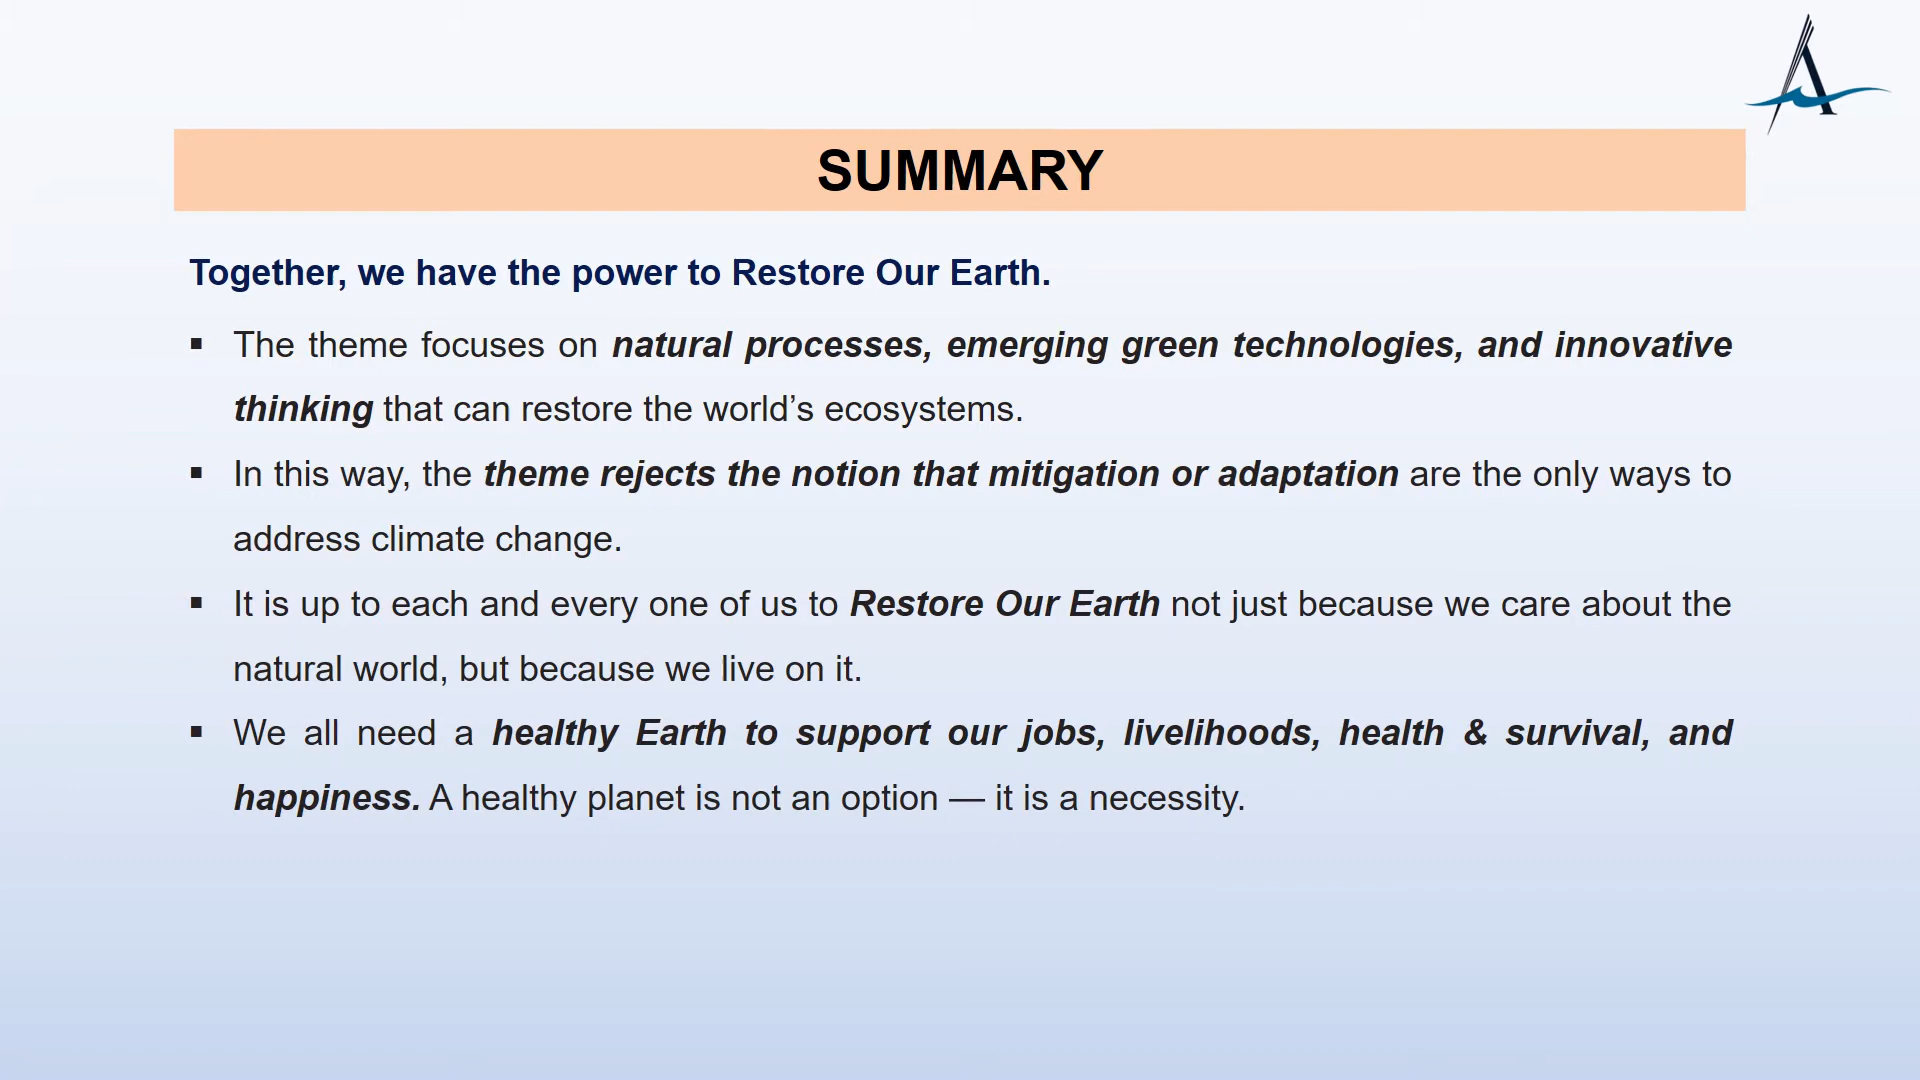 SUMMARY
Together, we have the power to Restore Our Earth.
▪ The theme focuses on natural processes, emerging green technologies, and innovative
thinking that can restore the world’s ecosystems.
▪ In this way, the theme rejects the notion that mitigation or adaptation are the only ways to
address climate change.
▪ It is up to each and every one of us to Restore Our Earth not just because we care about the
natural world, but because we live on it.
▪ We all need a healthy Earth to support our jobs, livelihoods, health & survival, and
happiness. A healthy planet is not an option — it is a necessity.